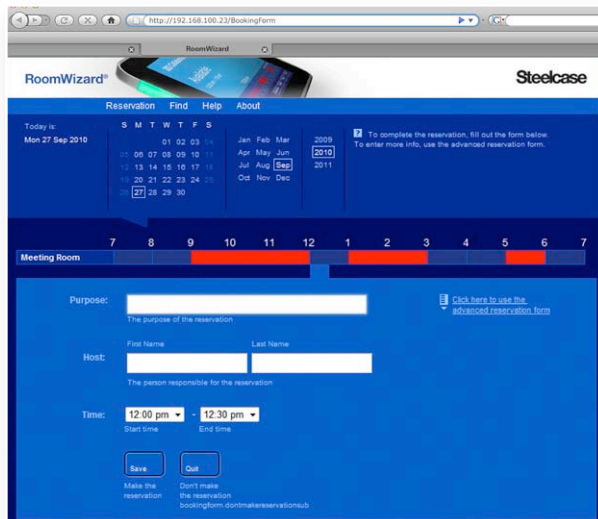 http://192.168.100.23/BookingForm
RoomWizard
RoomWizard®
Steelcase
Reservation Find Help About
Today is:
Mon 27 Sep 2010
S M T W T F S
01 02 03 04
05 06 07 08 09 10
12 13 14 15 16 17
19 20 21 22 23 24 25
26 27 28 29 30
Jan Feb Mar
Apr May Jun
Jul Aug Sep
Oct Nov Dec
2009
2010
2011
? To complete the reservation, fill out the form below.
To enter more info, use the advanced reservation form.
7 8 9 10 11 12 1 2 3 4 5 6 7
Meeting Room
Purpose:
The purpose of the reservation
Click here to use the
advanced reservation form
First Name Last Name
Host:
The person responsible for the reservation
Time: 12:00 pm - 12:30 pm
Start time End time
Save Quit
Make the
reservation
Don't make
the reservation
bookingform.dontmakereservationsub